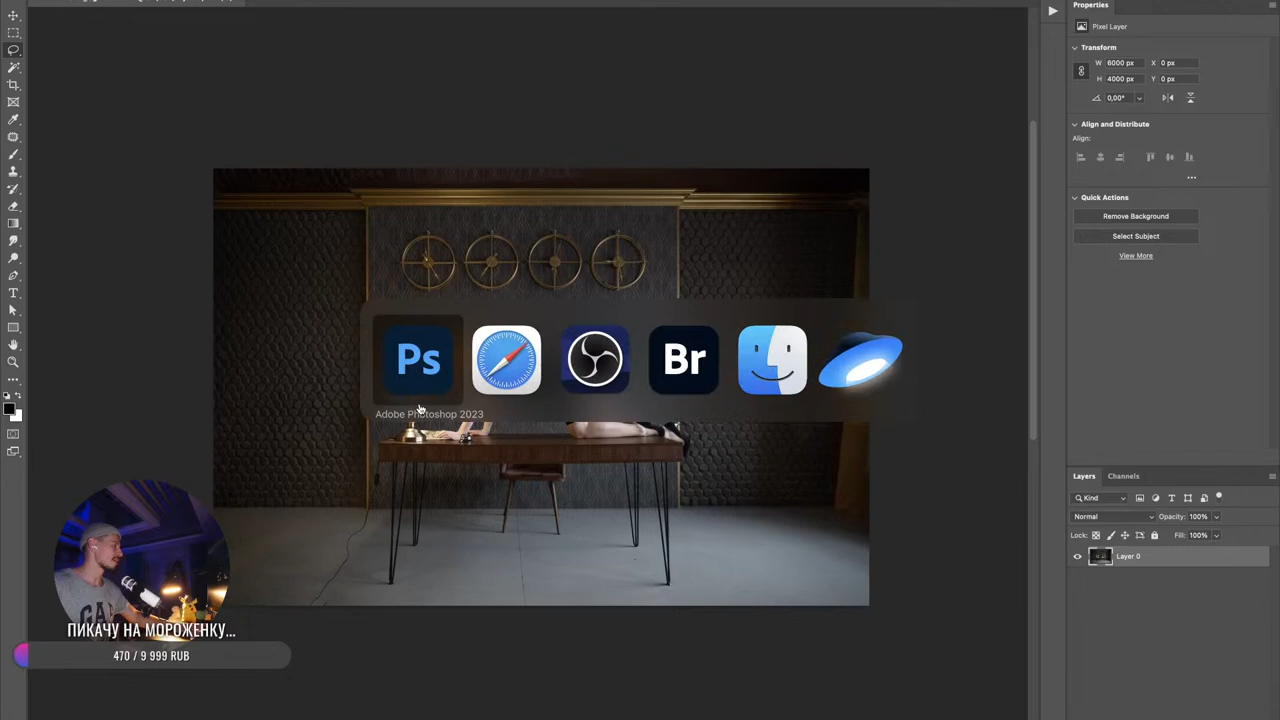 Properties
Pixel Layer
Transform
W 6000 px X 0 px
H 4000 px Y 0 px
0,00°
Align and Distribute
Align:
Quick Actions
Remove Background
Select Subject
View More
Ps
Br
Adobe Photoshop 2023
T
Layers Channels
Kind
Normal Opacity: 100%
Lock: Fill: 100%
Layer 0
GAP
ПИКАЧУ НА МОРОЖЕНКУ...
470 / 9 999 RUB